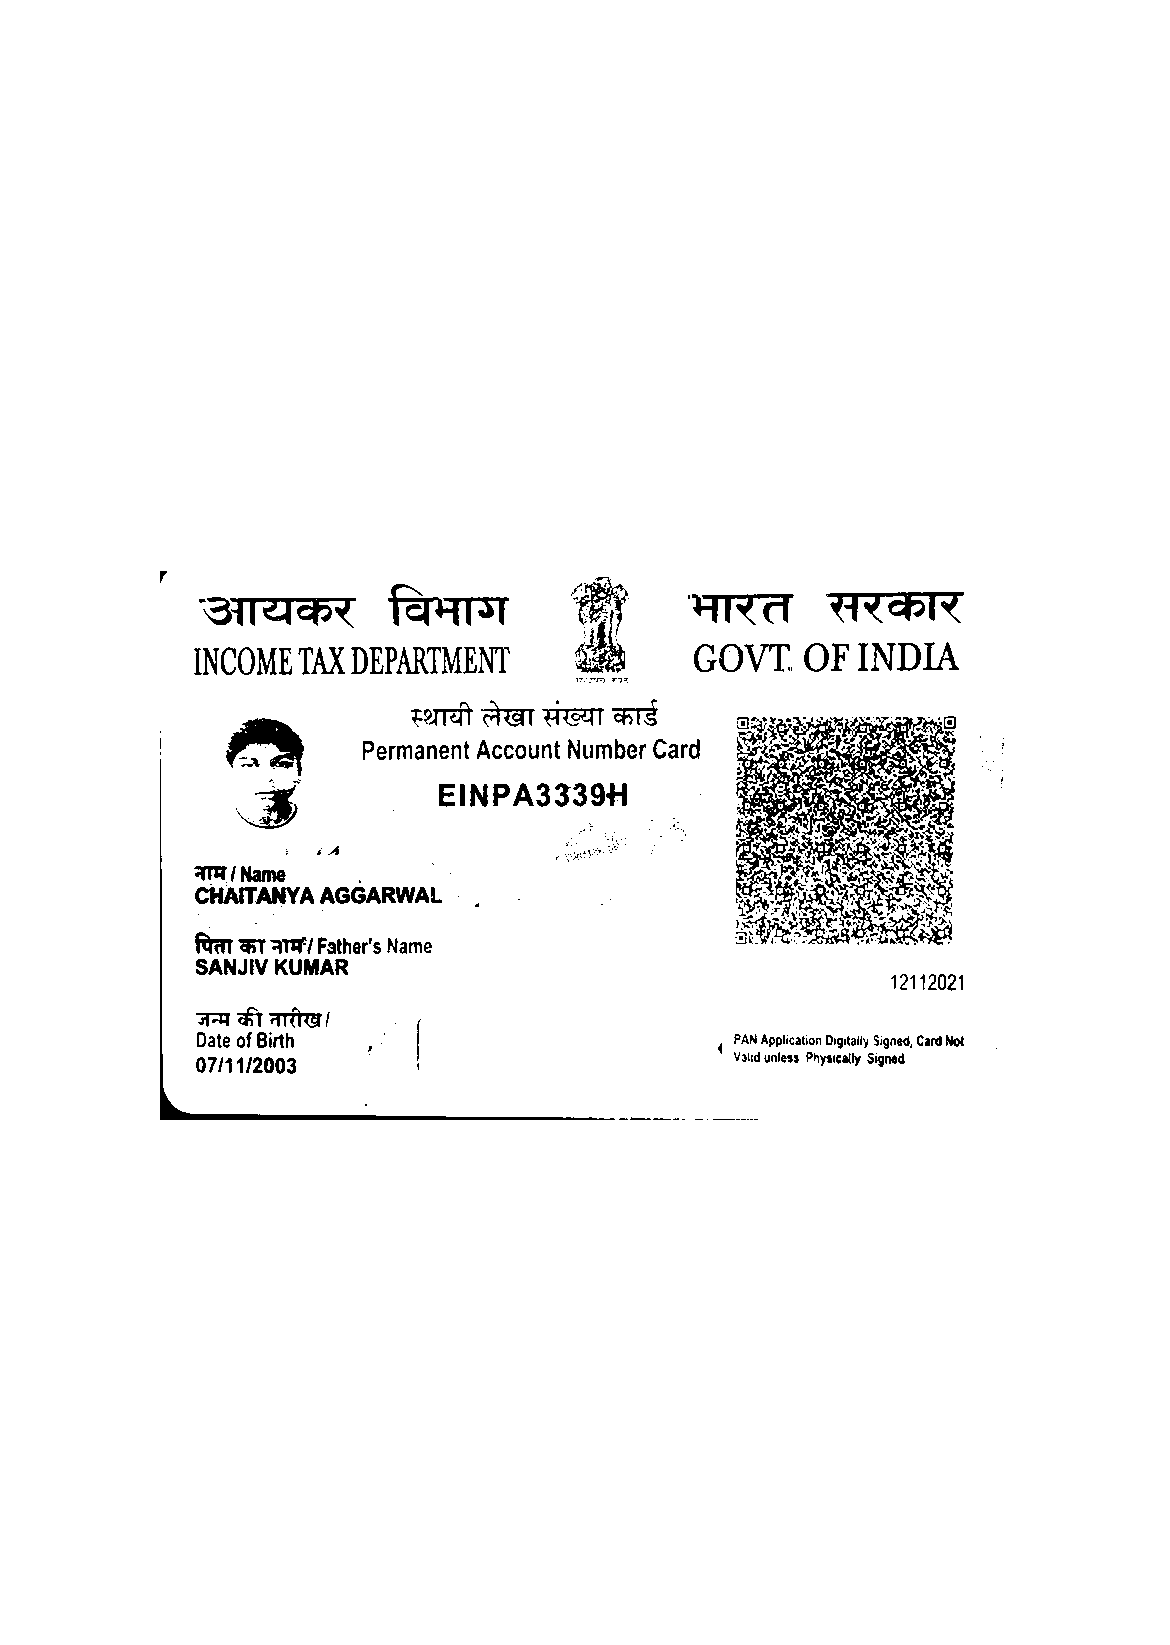 आयकर विभाग
INCOME TAX DEPARTMENT
भारत सरकार
GOVT. OF INDIA
स्थायी लेखा संख्या कार्ड
Permanent Account Number Card
EINPA3339H
नाम / Name
CHAITANYA AGGARWAL
पिता का नाम / Father's Name
SANJIV KUMAR
जन्म की तारीख /
Date of Birth
07/11/2003
12112021
PAN Application Digitally Signed, Card Not
Valid unless Physically Signed